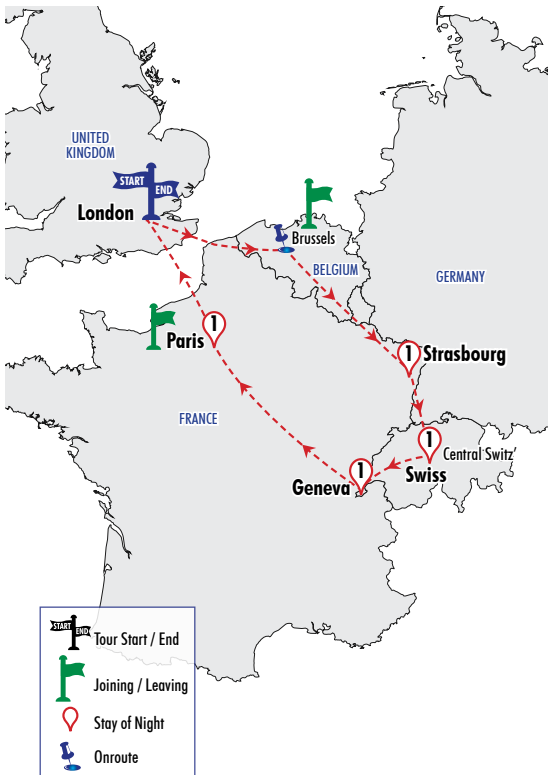 UNITED
KINGDOM
START
END
London
Brussels
BELGIUM
GERMANY
1
Paris
1
Strasbourg
FRANCE
1
Central Switz'
Swiss
1
Geneva
START
END
Tour Start / End
Joining / Leaving
Stay of Night
Onroute